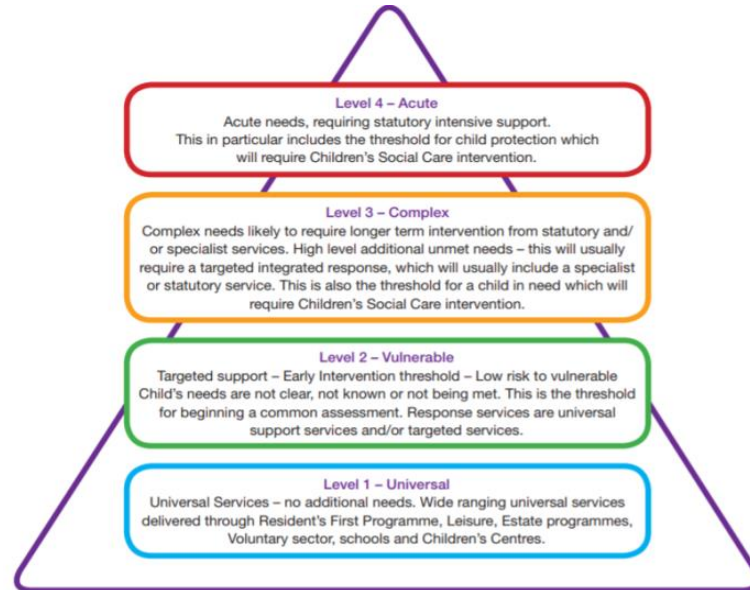 Level 4 – Acute
Acute needs, requiring statutory intensive support.
This in particular includes the threshold for child protection which
will require Children's Social Care intervention.
Level 3 – Complex
Complex needs likely to require longer term intervention from statutory and/
or specialist services. High level additional unmet needs – this will usually
require a targeted integrated response, which will usually include a specialist
or statutory service. This is also the threshold for a child in need which will
require Children's Social Care intervention.
Level 2 – Vulnerable
Targeted support – Early Intervention threshold – Low risk to vulnerable
Child's needs are not clear, not known or not being met. This is the threshold
for beginning a common assessment. Response services are universal
support services and/or targeted services.
Level 1 – Universal
Universal Services – no additional needs. Wide ranging universal services
delivered through Resident's First Programme, Leisure, Estate programmes,
Voluntary sector, schools and Children's Centres.